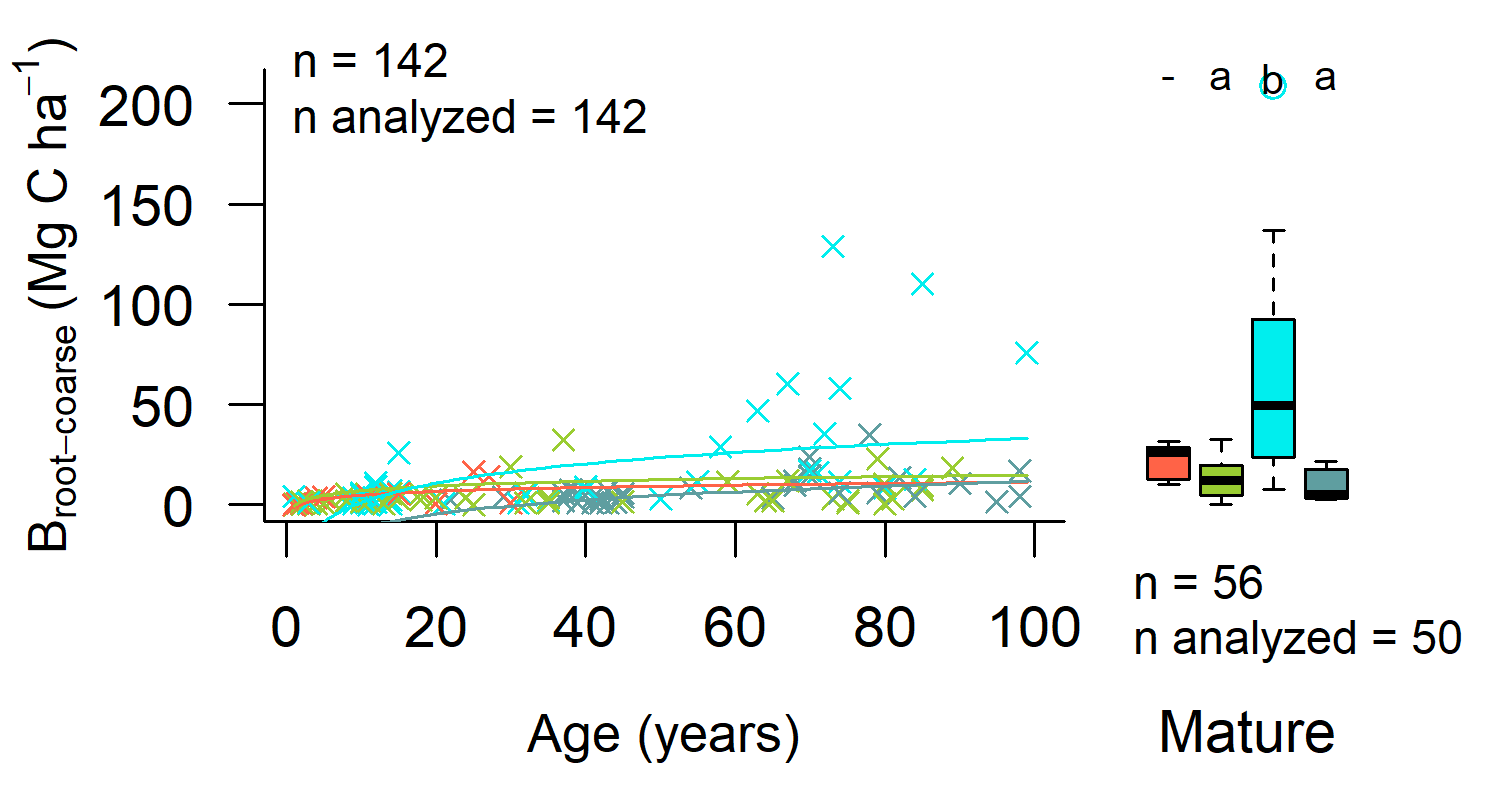 n = 142
n analyzed = 142
B_root−coarse (Mg C ha^−1)
200
150
100
50
0
0 20 40 60 80 100
Age (years)
- a b a
n = 56
n analyzed = 50
Mature